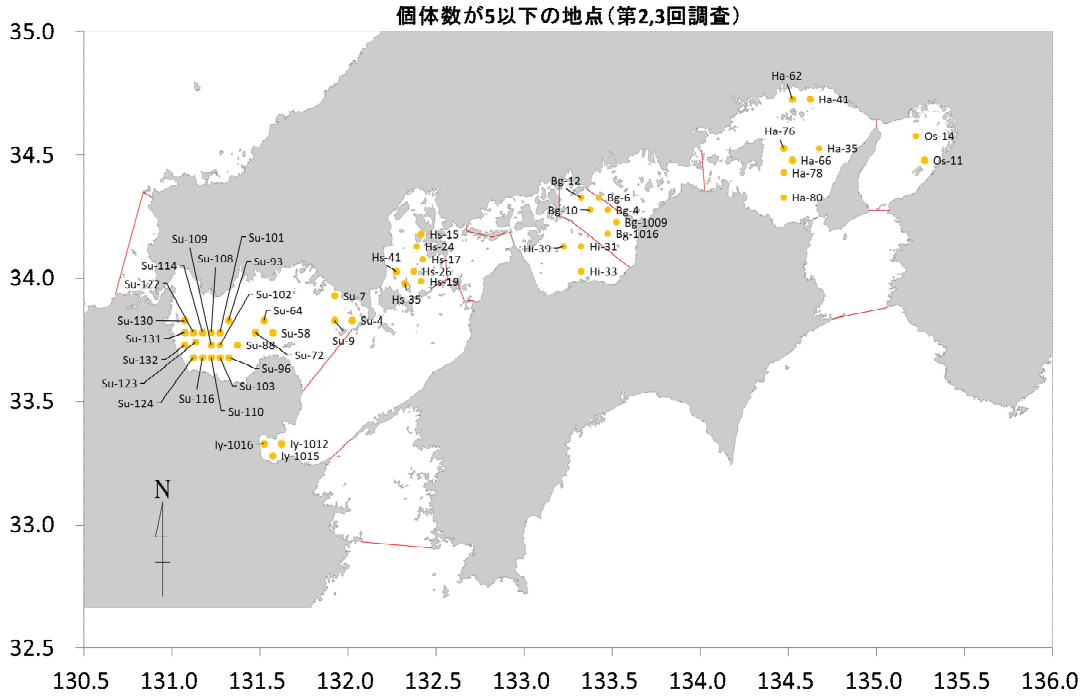 個体数が5以下の地点(第2,3回調査)
35.0
34.5
34.0
33.5
33.0
32.5
Ha-62
Ha-41
Ha-76
Ha-35
Ha-66
Ha-78
Ha-80
Os-14
Os-11
Bg-12
Bg-6
Bg-10
Bg-4
Bg-1009
Bg-1016
Hi-39
Hi-31
Hi-33
Hs-15
Hs-24
Hs-17
Hs-41
Hs-26
Hs-19
Hs-35
Su-101
Su-109
Su-108
Su-93
Su-114
Su-102
Su-122
Su-64
Su-7
Su-130
Su-4
Su-131
Su-58
Su-9
Su-88
Su-132
Su-72
Su-96
Su-123
Su-103
Su-124
Su-116
Su-110
Iy-1016
Iy-1012
Iy-1015
N
130.5
131.0
131.5
132.0
132.5
133.0
133.5
134.0
134.5
135.0
135.5
136.0